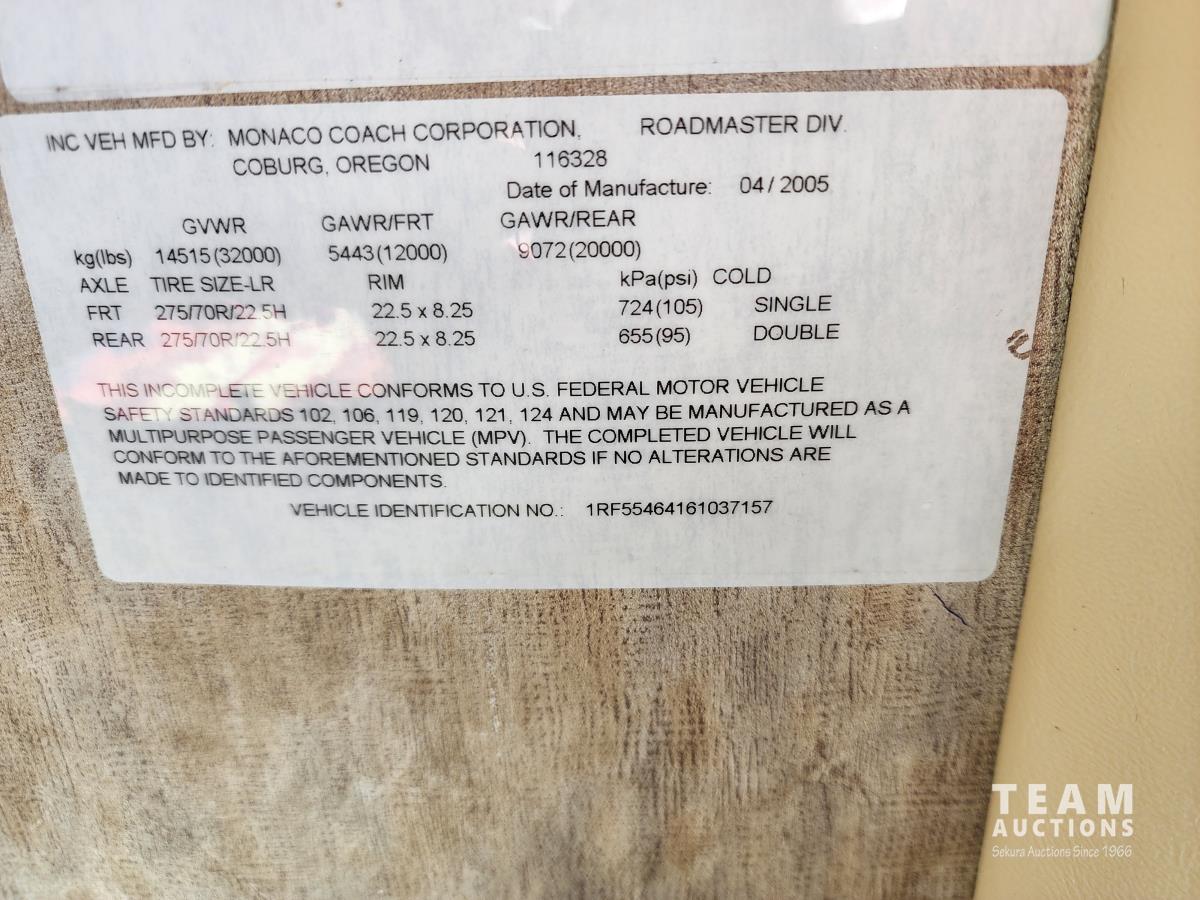 INC VEH MFD BY: MONACO COACH CORPORATION, ROADMASTER DIV.
COBURG, OREGON 116328
Date of Manufacture: 04 / 2005
GVWR GAWR/FRT GAWR/REAR
kg(lbs) 14515(32000) 5443(12000) 9072(20000)
AXLE TIRE SIZE-LR RIM kPa(psi) COLD
FRT 275/70R/22.5H 22.5 x 8.25 724(105) SINGLE
REAR 275/70R/22.5H 22.5 x 8.25 655(95) DOUBLE
THIS INCOMPLETE VEHICLE CONFORMS TO U.S. FEDERAL MOTOR VEHICLE
SAFETY STANDARDS 102, 106, 119, 120, 121, 124 AND MAY BE MANUFACTURED AS A
MULTIPURPOSE PASSENGER VEHICLE (MPV). THE COMPLETED VEHICLE WILL
CONFORM TO THE AFOREMENTIONED STANDARDS IF NO ALTERATIONS ARE
MADE TO IDENTIFIED COMPONENTS.
VEHICLE IDENTIFICATION NO.: 1RF55464161037157
TEAM
AUCTIONS
Sekura Auctions Since 1966